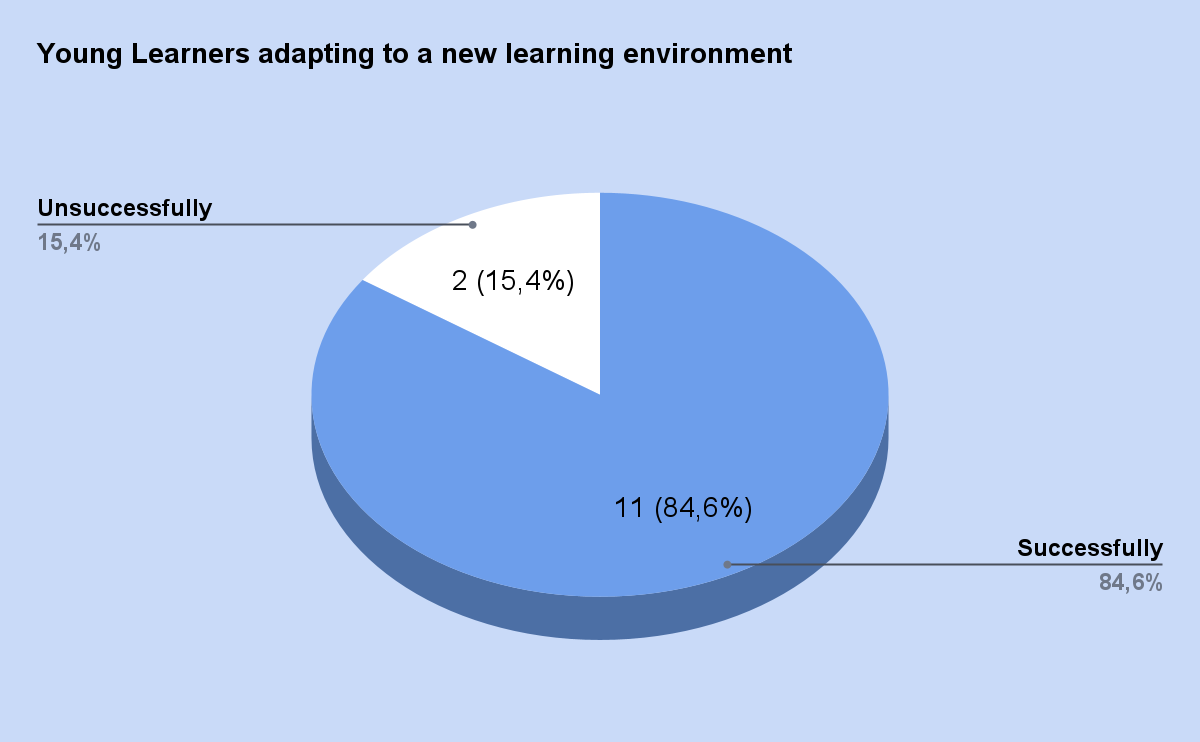 Young Learners adapting to a new learning environment
Unsuccessfully
15,4%
2 (15,4%)
11 (84,6%)
Successfully
84,6%